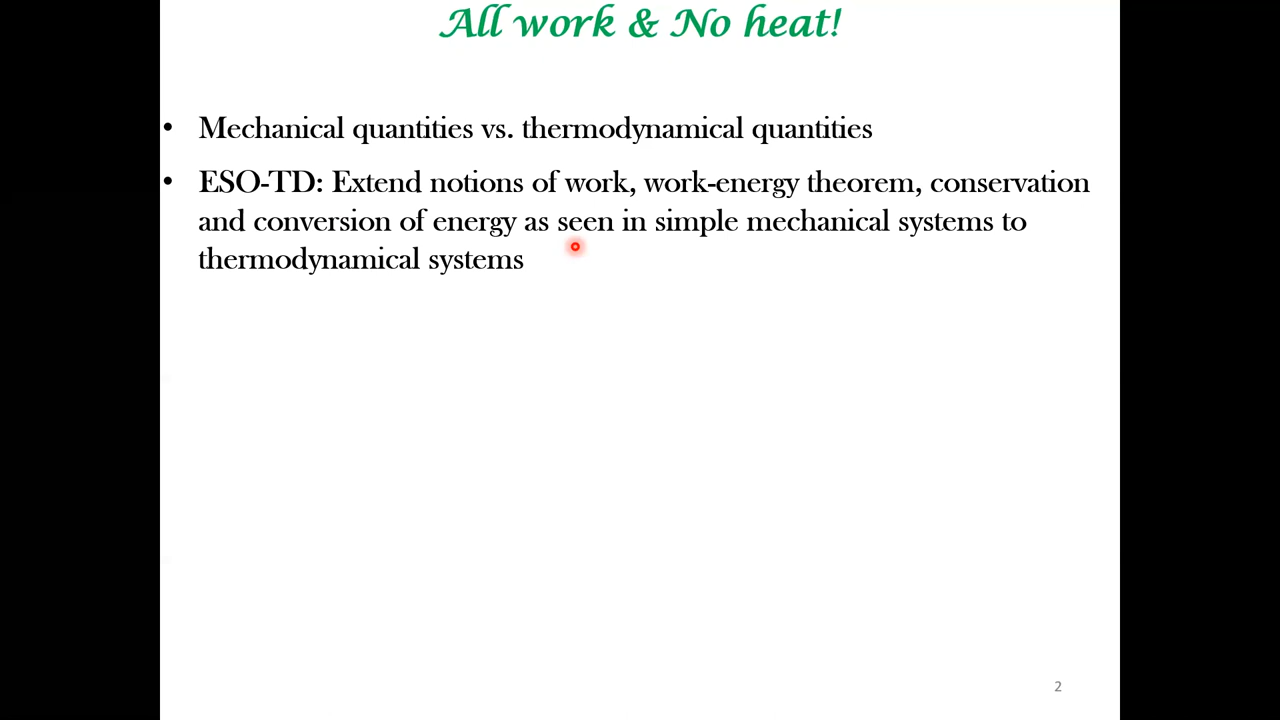 All work & No heat!
• Mechanical quantities vs. thermodynamical quantities
• ESO-TD: Extend notions of work, work-energy theorem, conservation
and conversion of energy as seen in simple mechanical systems to
thermodynamical systems
2